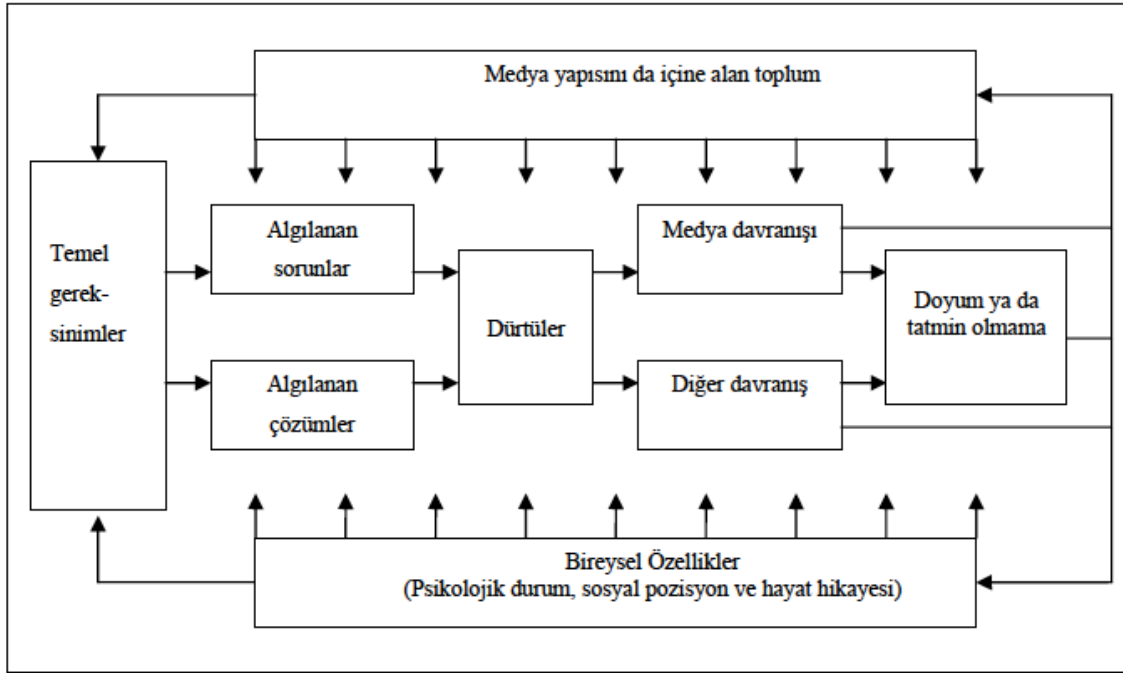 Medya yapısını da içine alan toplum
Temel
gerek-
sinimler
Algılanan
sorunlar
Algılanan
çözümler
Dürtüler
Medya davranışı
Diğer davranış
Doyum ya da
tatmin olmama
Bireysel Özellikler
(Psikolojik durum, sosyal pozisyon ve hayat hikayesi)